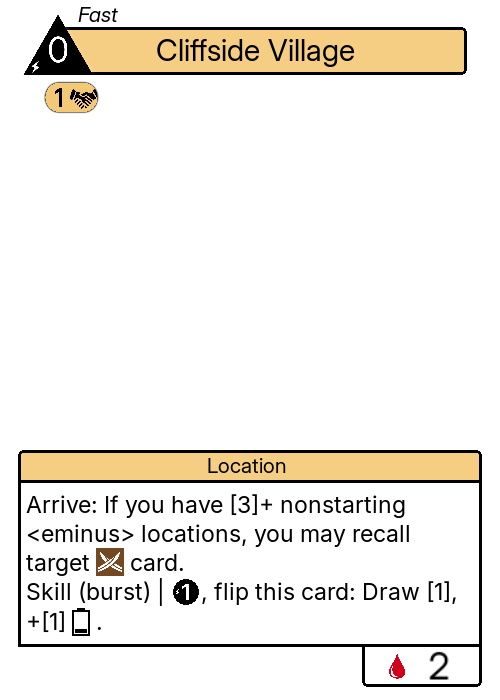 Fast
0
Cliffside Village
1
Location
Arrive: If you have [3]+ nonstarting
<eminus> locations, you may recall
target card.
Skill (burst) | 1, flip this card: Draw [1],
+[1] .
2